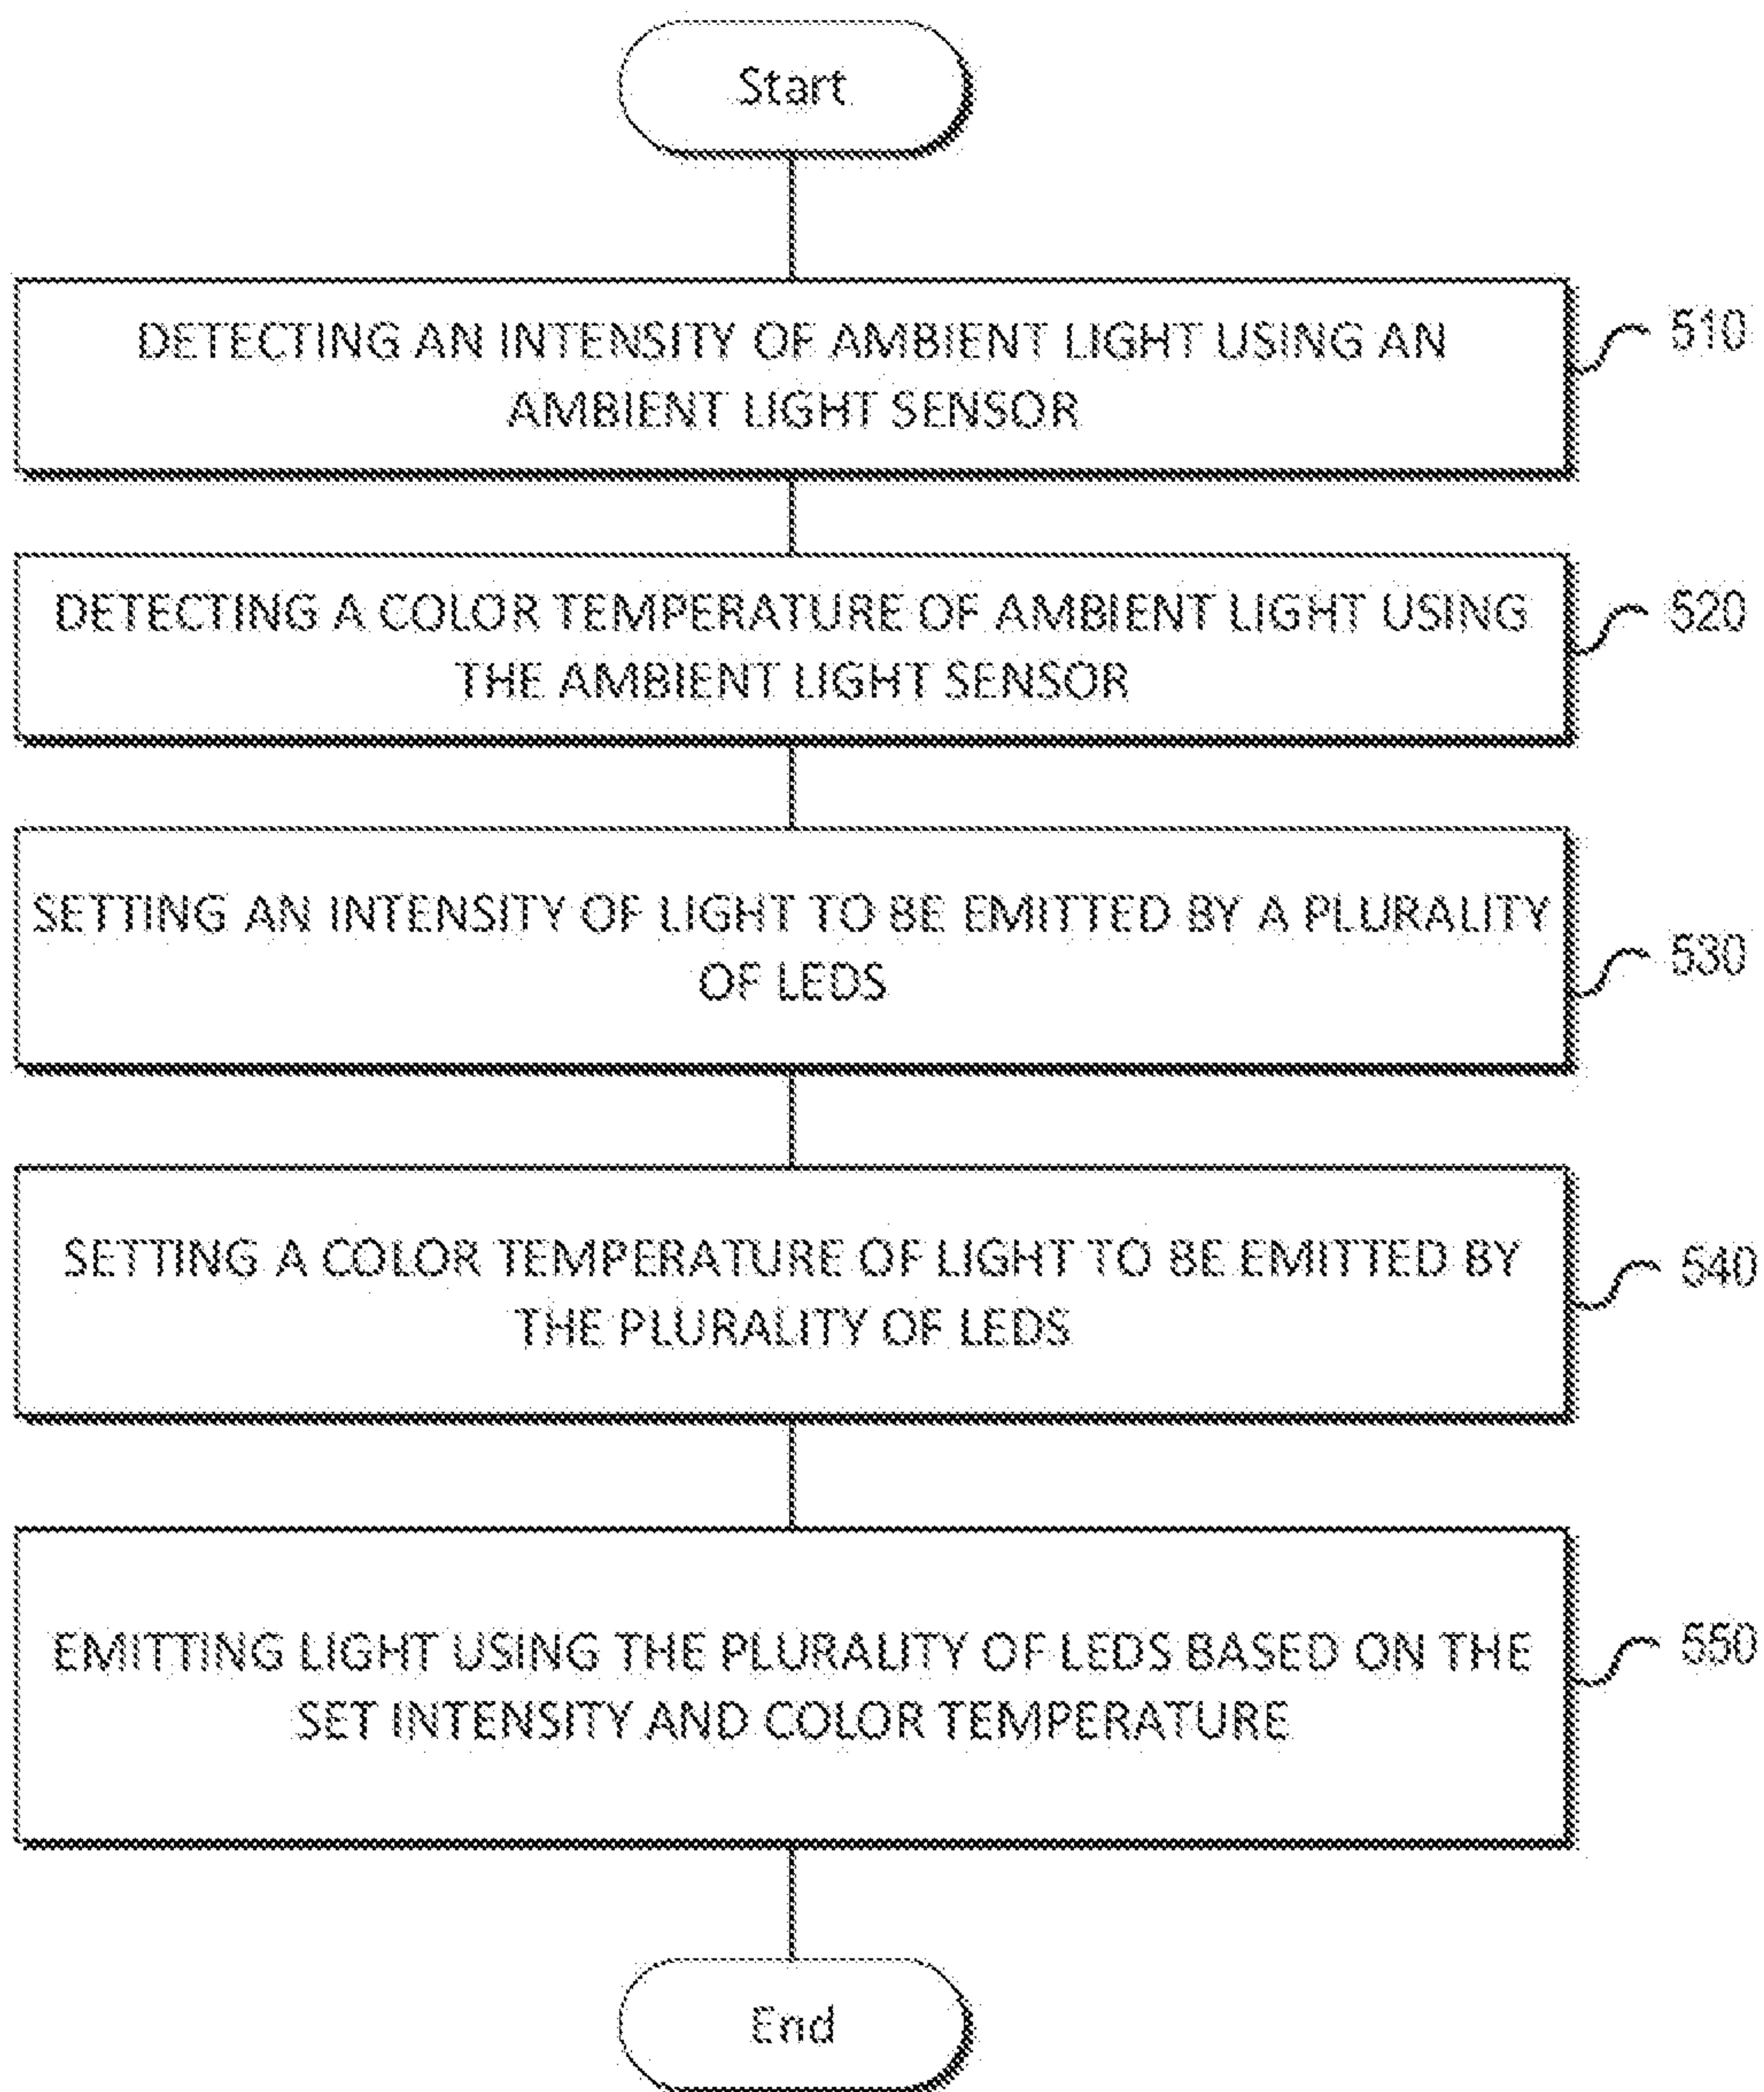 Start
DETECTING AN INTENSITY OF AMBIENT LIGHT USING AN
AMBIENT LIGHT SENSOR
510
DETECTING A COLOR TEMPERATURE OF AMBIENT LIGHT USING
THE AMBIENT LIGHT SENSOR
520
SETTING AN INTENSITY OF LIGHT TO BE EMITTED BY A PLURALITY
OF LEDS
530
SETTING A COLOR TEMPERATURE OF LIGHT TO BE EMITTED BY
THE PLURALITY OF LEDS
540
EMITTING LIGHT USING THE PLURALITY OF LEDS BASED ON THE
SET INTENSITY AND COLOR TEMPERATURE
550
End